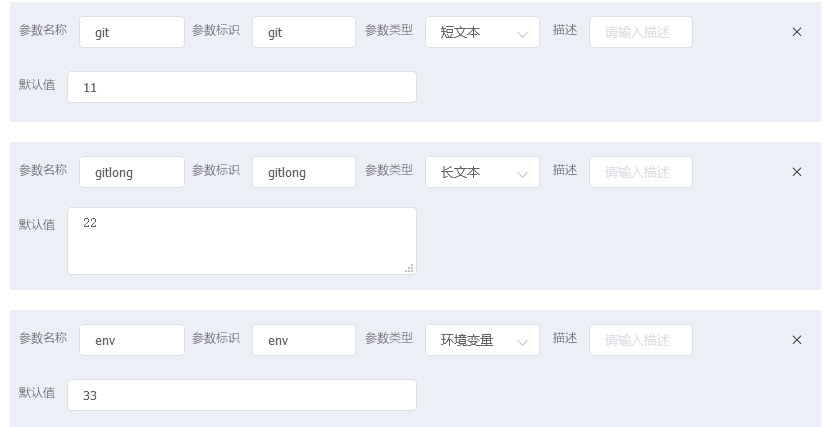 参数名称 git 参数标识 git 参数类型 短文本 描述 请输入描述
默认值 11
参数名称 gitlong 参数标识 gitlong 参数类型 长文本 描述 请输入描述
默认值 22
参数名称 env 参数标识 env 参数类型 环境变量 描述 请输入描述
默认值 33